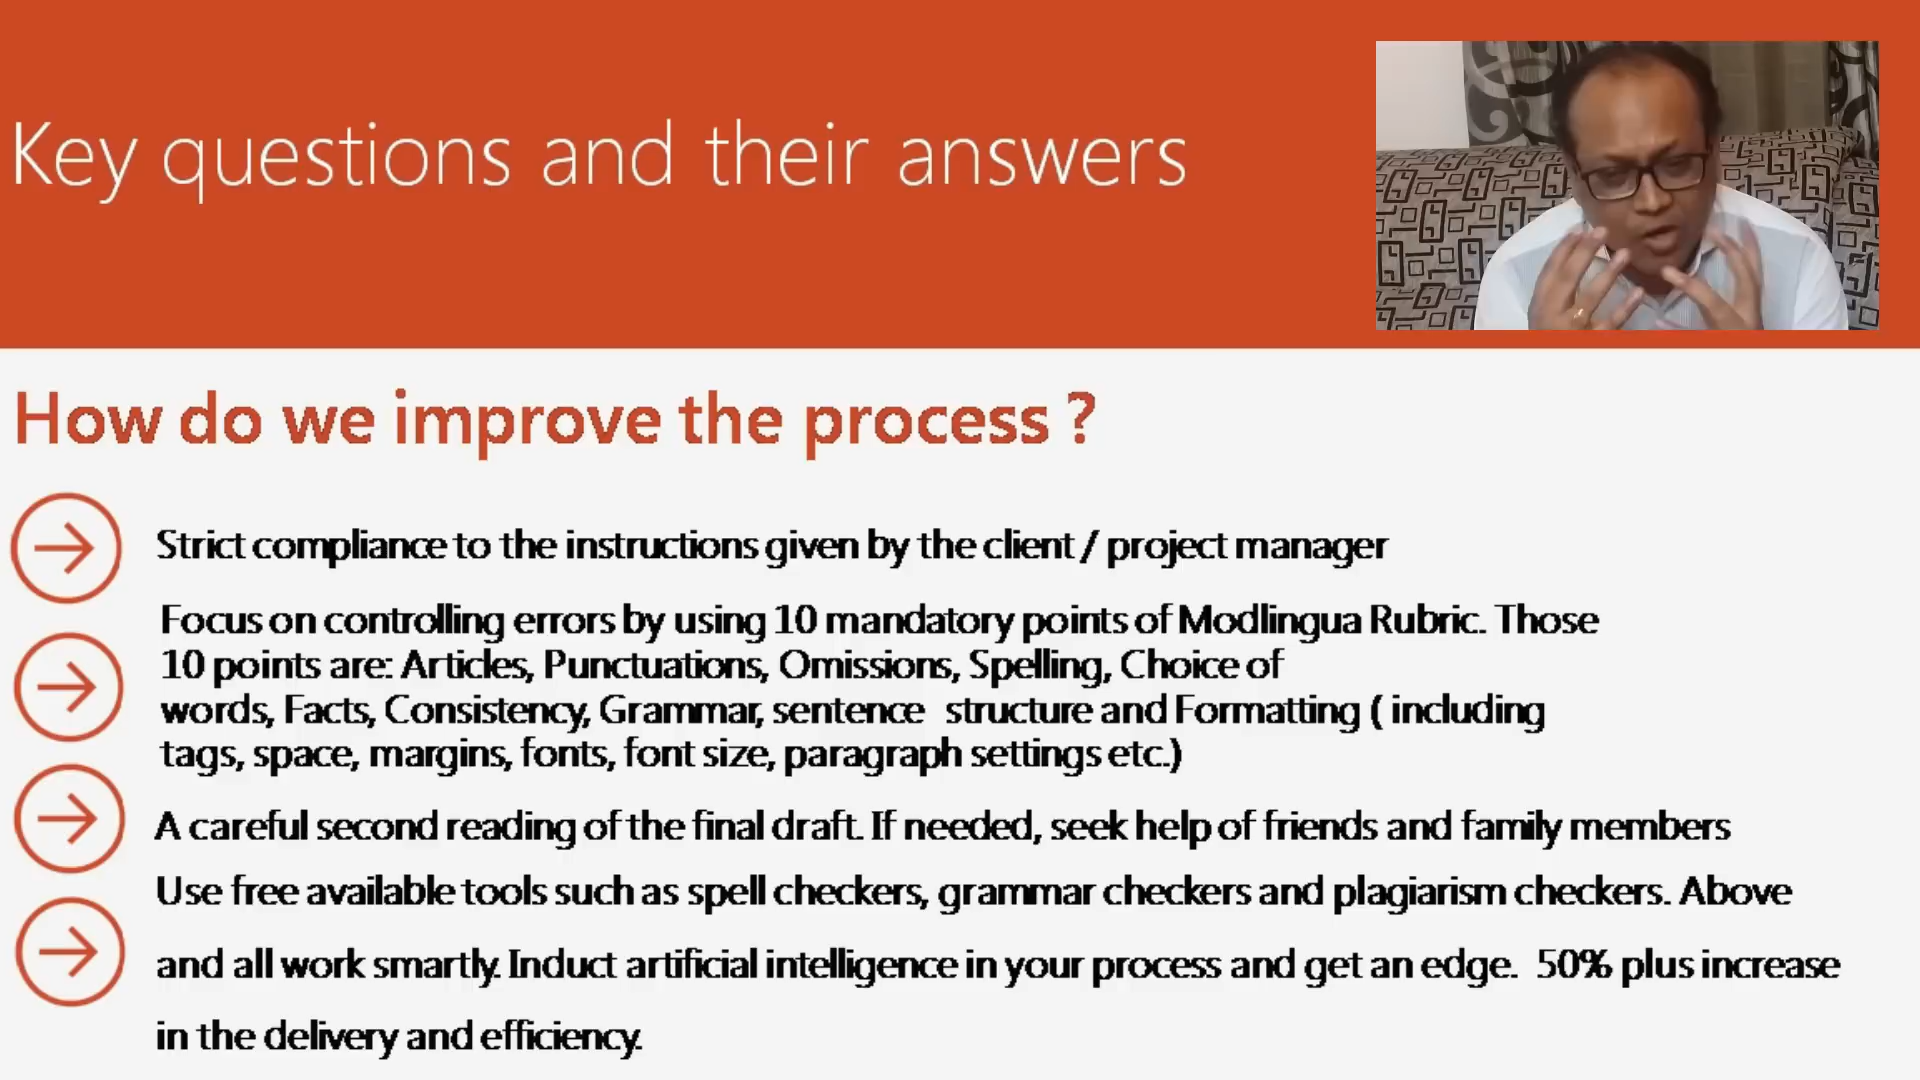 Key questions and their answers
How do we improve the process ?
Strict compliance to the instructions given by the client / project manager
Focus on controlling errors by using 10 mandatory points of Modlingua Rubric. Those
10 points are: Articles, Punctuations, Omissions, Spelling, Choice of
words, Facts, Consistency, Grammar, sentence structure and Formatting ( including
tags, space, margins, fonts, font size, paragraph settings etc.)
A careful second reading of the final draft. If needed, seek help of friends and family members
Use free available tools such as spell checkers, grammar checkers and plagiarism checkers. Above
and all work smartly. Induct artificial intelligence in your process and get an edge. 50% plus increase
in the delivery and efficiency.